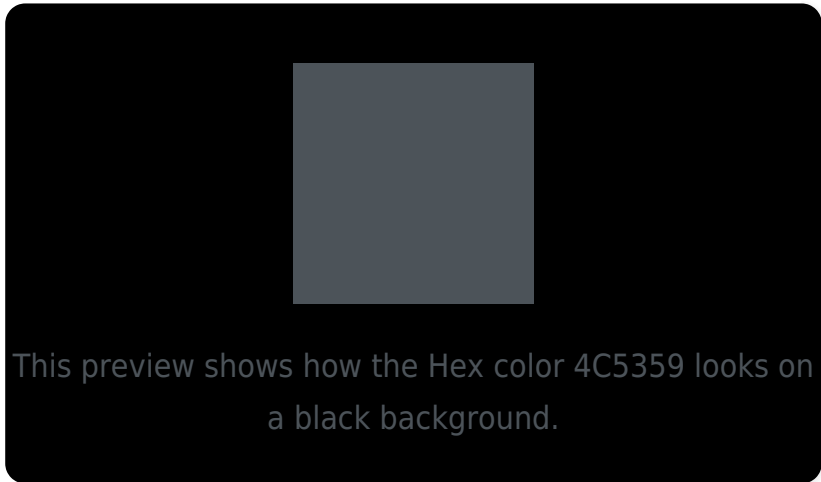 This preview shows how the Hex color 4C5359 looks on
a black background.